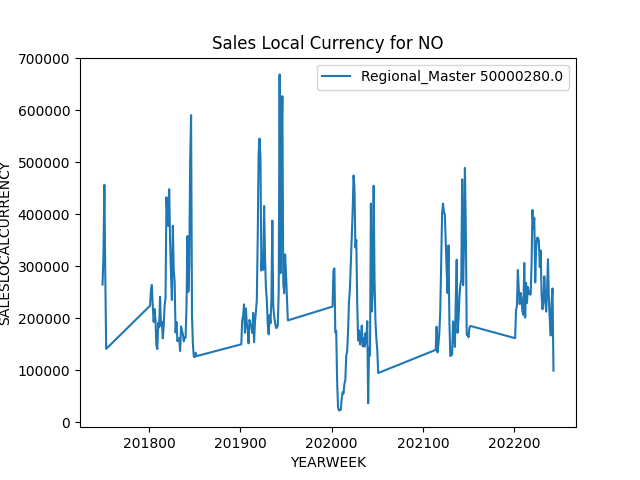 Sales Local Currency for NO
Regional_Master 50000280.0
700000
600000
500000
400000
300000
200000
100000
0
SALESLOCALCURRENCY
201800 201900 202000 202100 202200
YEARWEEK